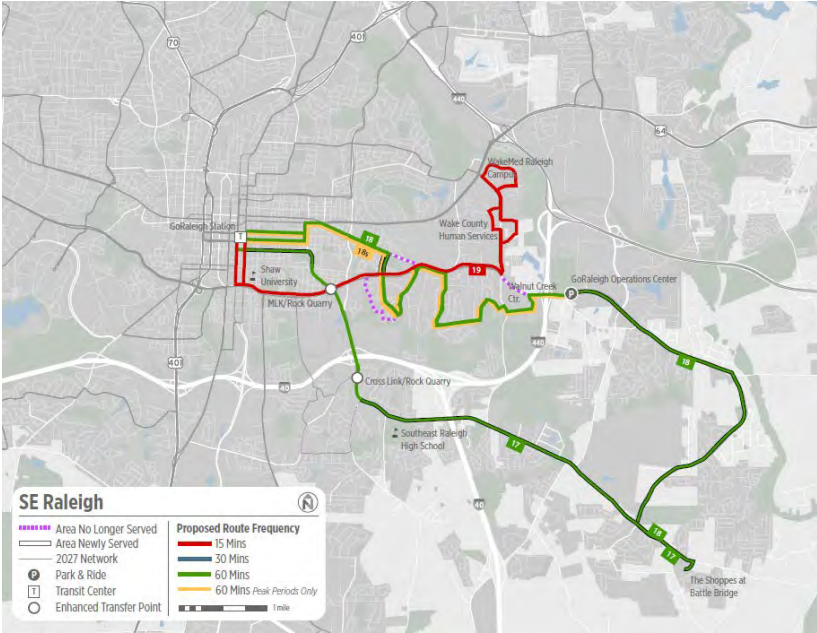 70
401
440
64
WakeMed Raleigh
Campus
GoRaleigh Station
T
18
18s
Wake County
Human Services
19
Shaw
University
MLK/Rock Quarry
Walnut Creek
Ctr.
GoRaleigh Operations Center
P
440
401
40
18
Cross Link/Rock Quarry
Southeast Raleigh
High School
17
40
18
17
The Shoppes at
Battle Bridge
SE Raleigh
N
Area No Longer Served
Area Newly Served
2027 Network
P Park & Ride
T Transit Center
Enhanced Transfer Point
Proposed Route Frequency
15 Mins
30 Mins
60 Mins
60 Mins Peak Periods Only
1 mile